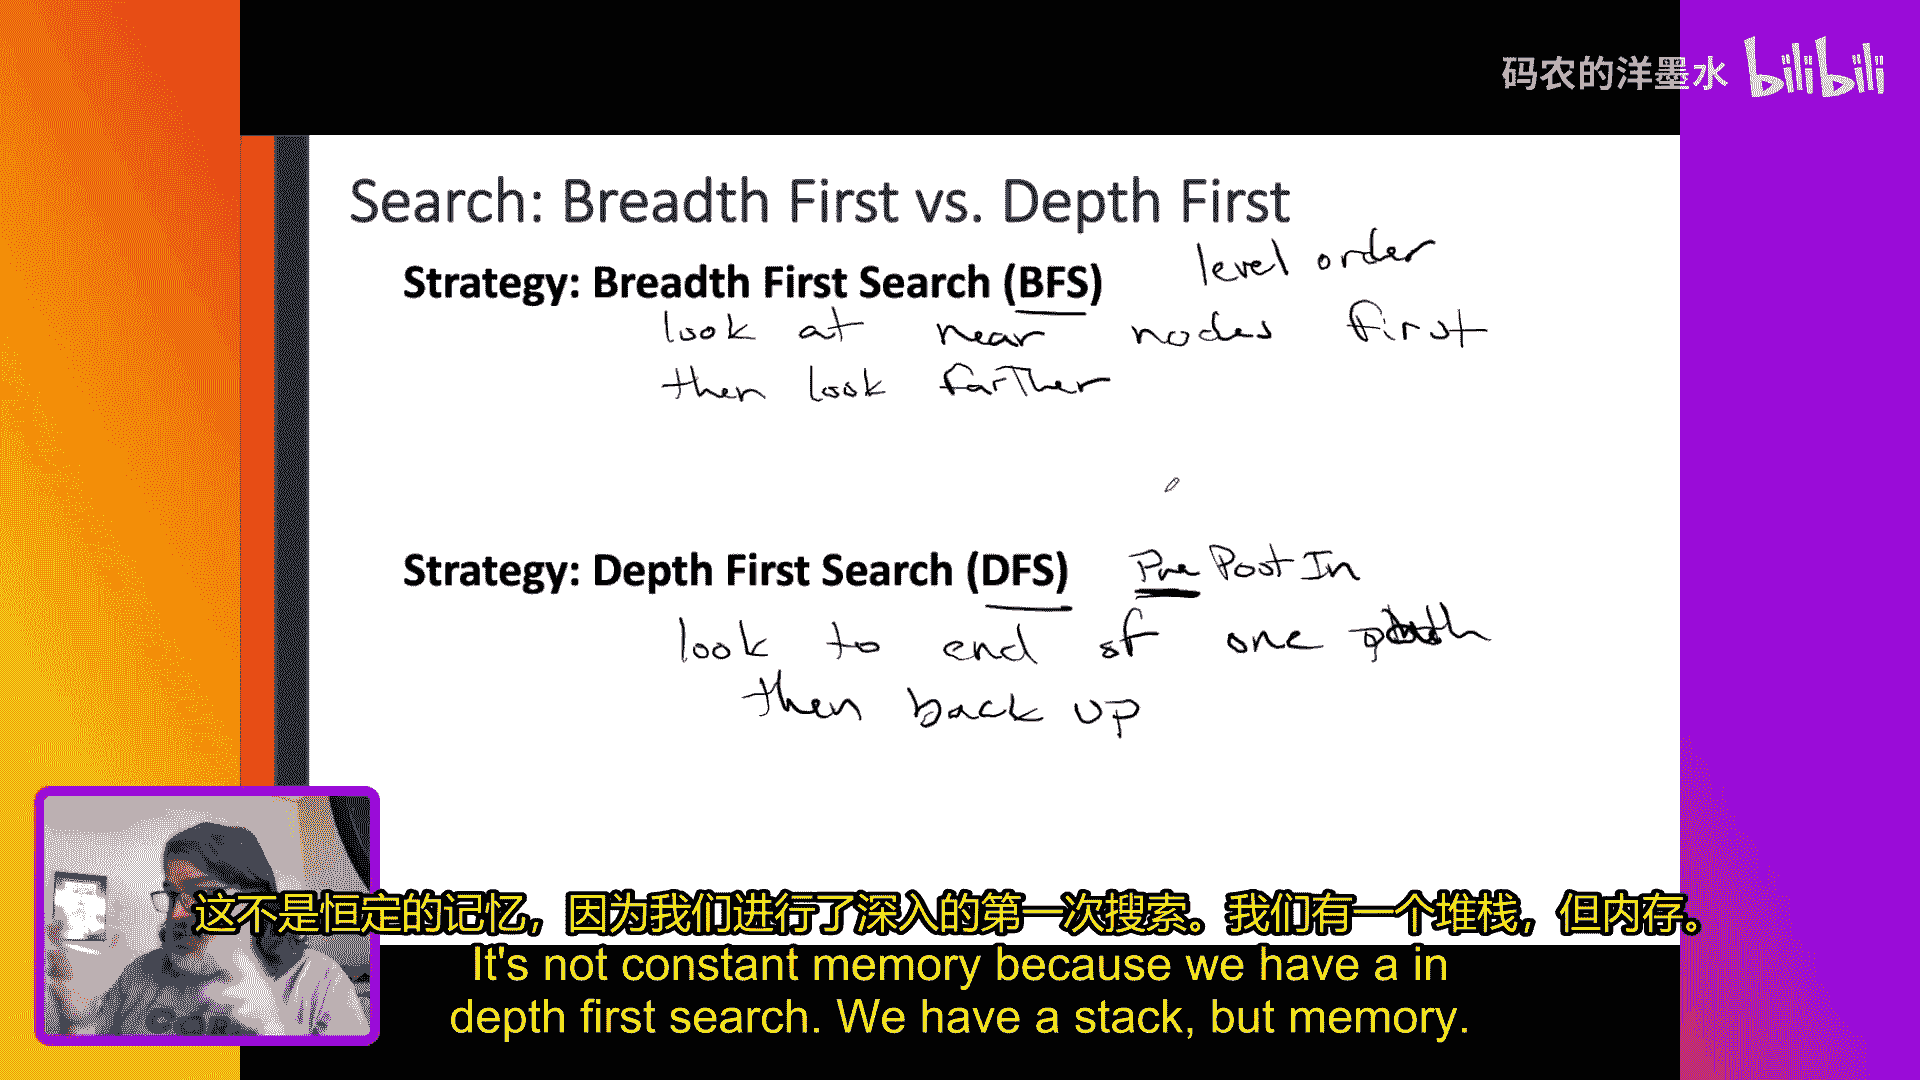 码农的洋墨水 bilibili
Search: Breadth First vs. Depth First
level order
Strategy: Breadth First Search (BFS)
look at near nodes first
then look farther
Strategy: Depth First Search (DFS) Pre Post In
look to end of one path
then back up
这不是恒定的记忆，因为我们进行了深入的第一次搜索。我们有一个堆栈，但内存。
It's not constant memory because we have a in
depth first search. We have a stack, but memory.